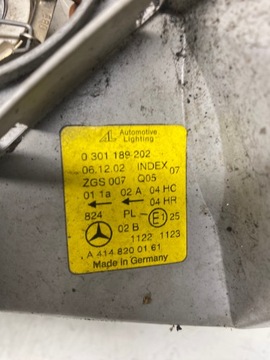 Automotive
Lighting
0 301 189 202
06.12.02 INDEX 07
ZGS 007 Q05
01 1a 02 A 04 HC
04 HR
824 PL E1 25
02 B
1122 1123
A 414 820 01 61
Made in Germany